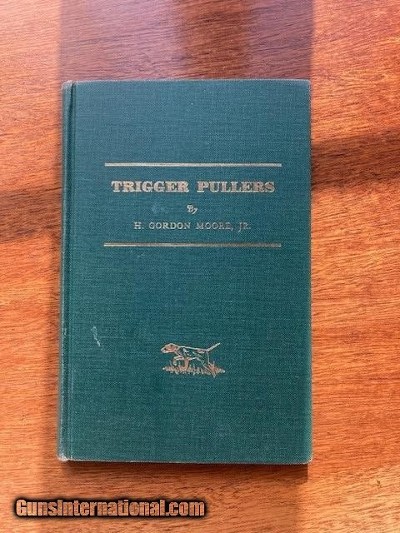 TRIGGER PULLERS
By
H. GORDON MOORE, JR.
GunsInternational.com